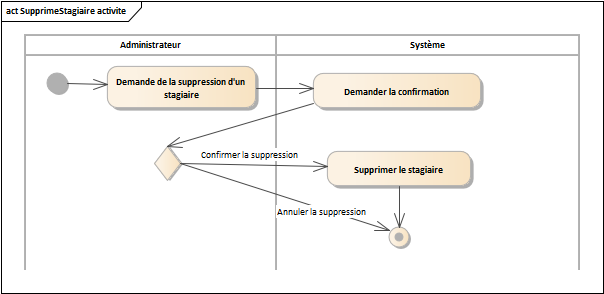 act SupprimeStagiaire activite
Administrateur
Système
Demande de la suppression d'un
stagiaire
Demander la confirmation
Confirmer la suppression
Supprimer le stagiaire
Annuler la suppression